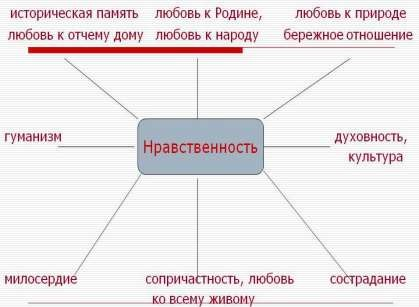 историческая память
любовь к отчему дому
любовь к Родине,
любовь к народу
любовь к природе
бережное отношение
гуманизм
Нравственность
духовность,
культура
милосердие
сопричастность, любовь
ко всему живому
сострадание